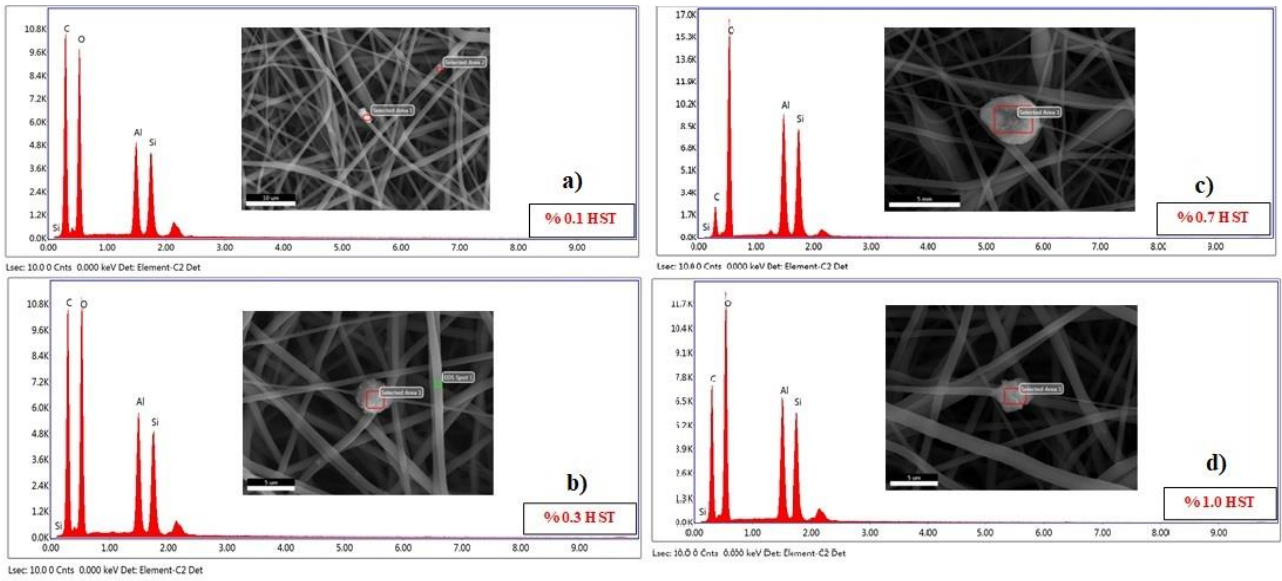 10.8K
9.6K
8.4K
7.2K
6.0K
4.8K
3.6K
2.4K
1.2K
0.0K
C
O
Al
Si
Si
Selected Area 2
Selected Area 1
10 um
a)
% 0.1 HST
0.00 1.00 2.00 3.00 4.00 5.00 6.00 7.00 8.00 9.00
Lsec: 10.0 0 Cnts 0.000 keV Det: Element-C2 Det
17.0K
15.3K
13.6K
11.9K
10.2K
8.5K
6.8K
5.1K
3.4K
1.7K
0.0K
O
Al
Si
C
Si
Selected Area 1
5 mm
c)
% 0.7 HST
0.00 1.00 2.00 3.00 4.00 5.00 6.00 7.00 8.00 9.00
Lsec: 10.0 0 Cnts 0.000 keV Det: Element-C2 Det
10.8K
9.6K
8.4K
7.2K
6.0K
4.8K
3.6K
2.4K
1.2K
0.0K
C
O
Al
Si
Si
Selected Area 1
EDS Spot 1
5 um
b)
% 0.3 HST
0.00 1.00 2.00 3.00 4.00 5.00 6.00 7.00 8.00 9.00
Lsec: 10.0 0 Cnts 0.000 keV Det: Element-C2 Det
11.7K
10.4K
9.1K
7.8K
6.5K
5.2K
3.9K
2.6K
1.3K
0.0K
O
C
Al
Si
Si
Selected Area 1
5 um
d)
% 1.0 HST
0.00 1.00 2.00 3.00 4.00 5.00 6.00 7.00 8.00 9.00
Lsec: 10.0 0 Cnts 0.000 keV Det: Element-C2 Det